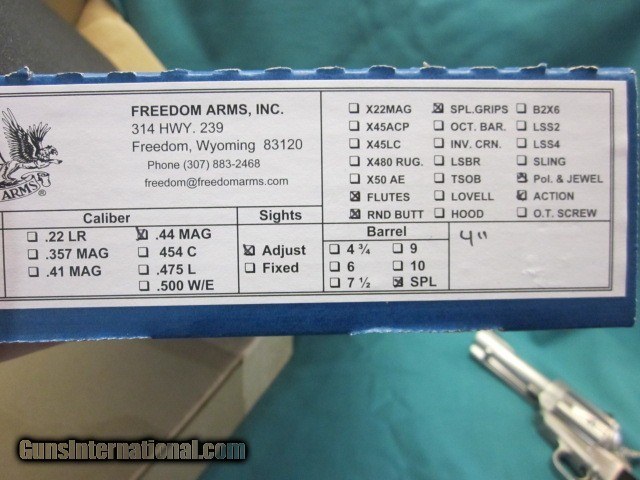 FREEDOM ARMS, INC.
314 HWY. 239
Freedom, Wyoming 83120
Phone (307) 883-2468
freedom@freedomarms.com
ARMS
X22MAG SPL.GRIPS B2X6
X45ACP OCT. BAR. LSS2
X45LC INV. CRN. LSS4
X480 RUG. LSBR SLING
X50 AE TSOB Pol. & JEWEL
FLUTES LOVELL ACTION
RND BUTT HOOD O.T. SCREW
Caliber
.22 LR .44 MAG
.357 MAG 454 C
.41 MAG .475 L
.500 W/E
Sights
Adjust
Fixed
Barrel
4 ¾ 9
6 10
7 ½ SPL
4"
GunsInternational.com